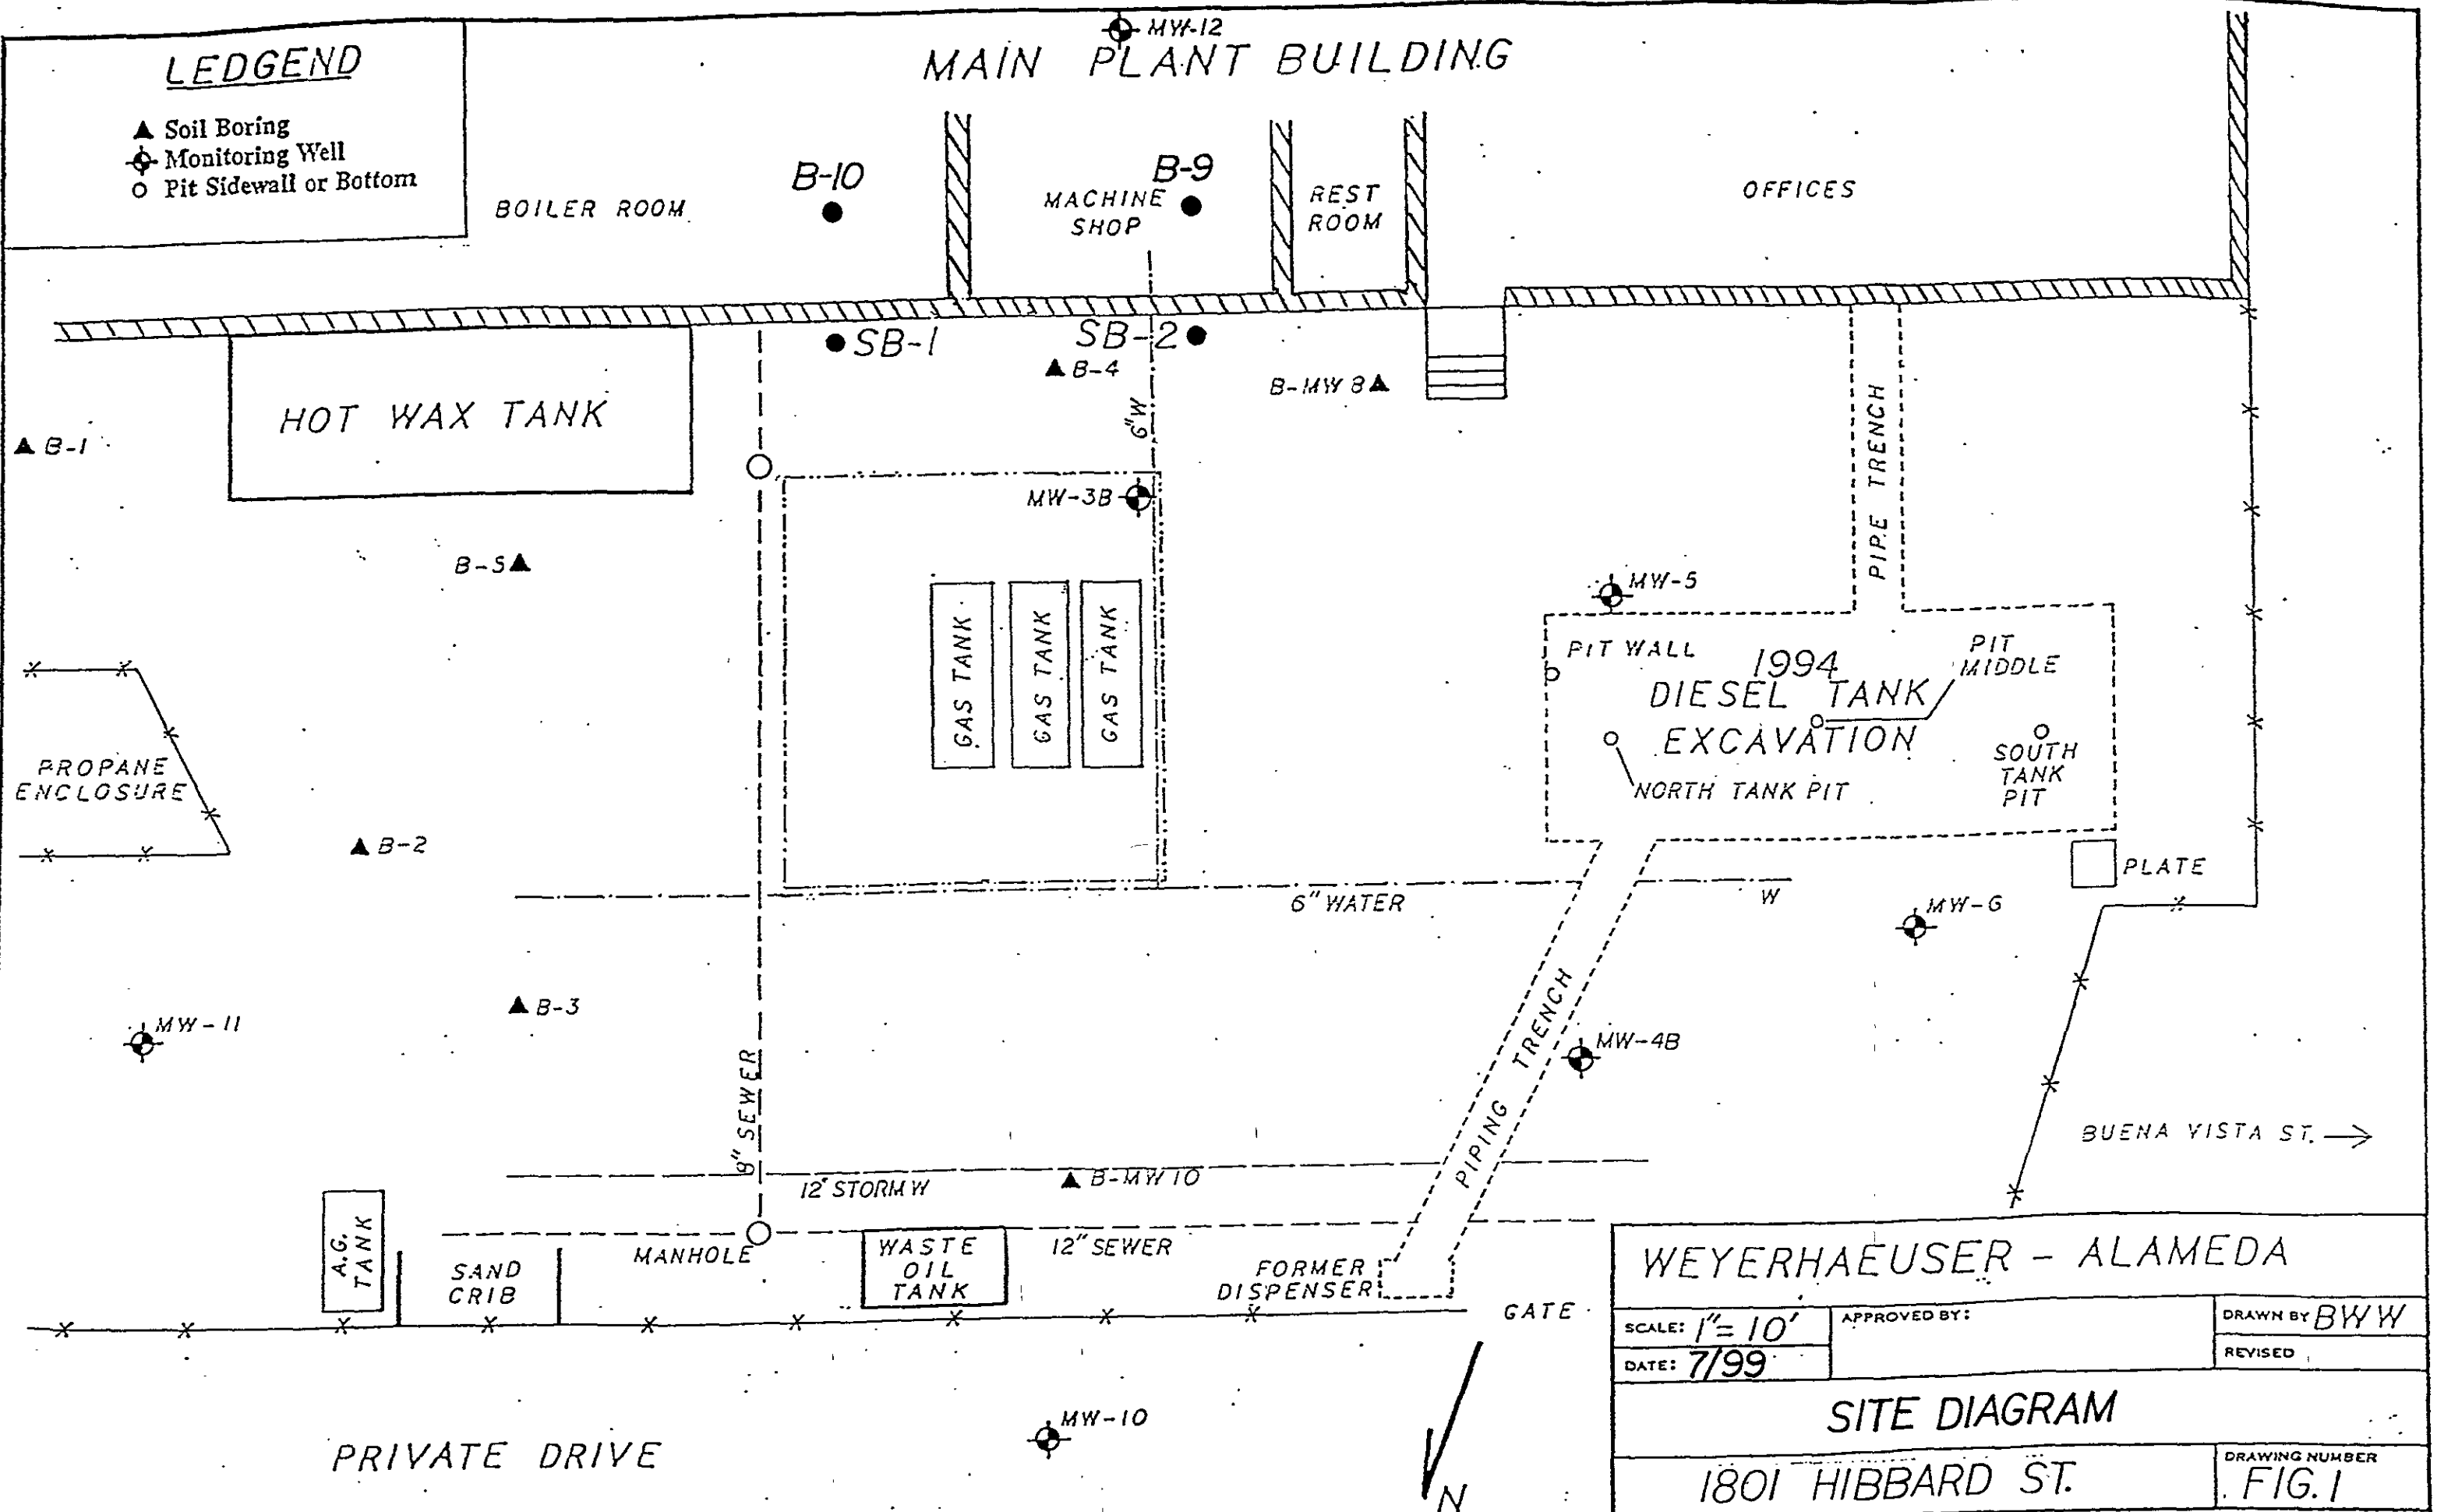 MW-12
MAIN PLANT BUILDING
LEDGEND
Soil Boring
Monitoring Well
Pit Sidewall or Bottom
BOILER ROOM
B-10
MACHINE
SHOP
B-9
REST
ROOM
OFFICES
SB-1
SB-2
B-4
B-MW 8
HOT WAX TANK
B-1
6"W
PIPE TRENCH
MW-3B
B-5
GAS TANK
GAS TANK
GAS TANK
MW-5
PIT WALL
1994
DIESEL TANK
EXCAVATION
PIT
MIDDLE
NORTH TANK PIT
SOUTH
TANK
PIT
PROPANE
ENCLOSURE
B-2
PLATE
6" WATER
W
MW-6
B-3
MW-11
MW-4B
8" SEWER
PIPING TRENCH
BUENA VISTA ST.
12" STORM W
B-MW 10
A.G.
TANK
SAND
CRIB
MANHOLE
WASTE
OIL
TANK
12" SEWER
FORMER
DISPENSER
GATE
MW-10
PRIVATE DRIVE
N
WEYERHAEUSER - ALAMEDA
SCALE: 1"= 10'
APPROVED BY:
DRAWN BY BWW
DATE: 7/99
REVISED
SITE DIAGRAM
1801 HIBBARD ST.
DRAWING NUMBER
FIG. 1